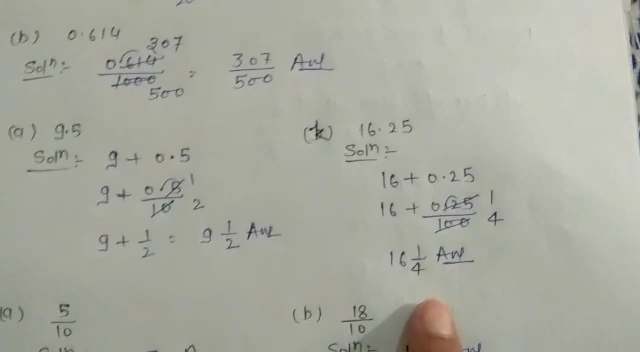 (b) 0.614
Solⁿ:- 0.614/1000 307/500 = 307/500 Ans
(a) 9.5
Solⁿ:- 9 + 0.5
9 + 0.5/10 1/2
9 + 1/2 = 9 1/2 Ans
(b) 16.25
Solⁿ:-
16 + 0.25
16 + 0.25/100 1/4
16 1/4 Ans
(a) 5/10
(b) 18/10
Solⁿ:-